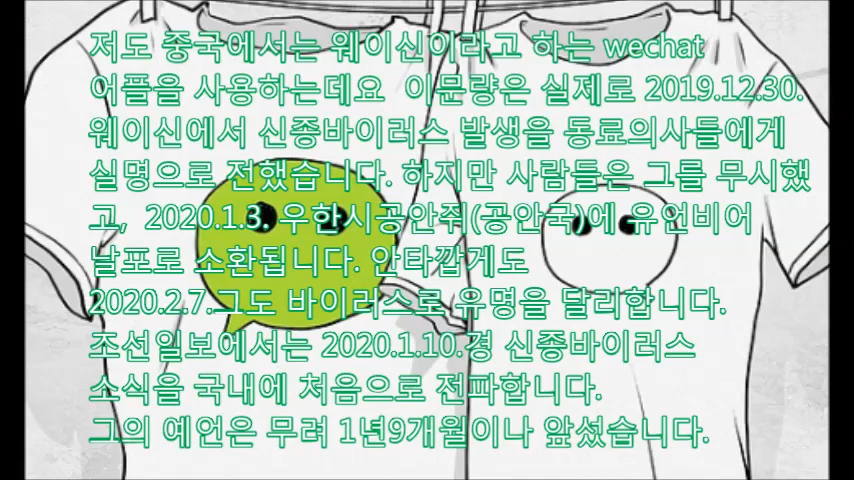 저도 중국에서는 웨이신이라고 하는 wechat
어플을 사용하는데요 이문량은 실제로 2019.12.30.
웨이신에서 신종바이러스 발생을 동료의사들에게
실명으로 전했습니다. 하지만 사람들은 그를 무시했
고, 2020.1.3. 우한시공안쥐(공안국)에 유언비어
날포로 소환됩니다. 안타깝게도
2020.2.7.그도 바이러스로 유명을 달리합니다.
조선일보에서는 2020.1.10.경 신종바이러스
소식을 국내에 처음으로 전파합니다.
그의 예언은 무려 1년9개월이나 앞섰습니다.